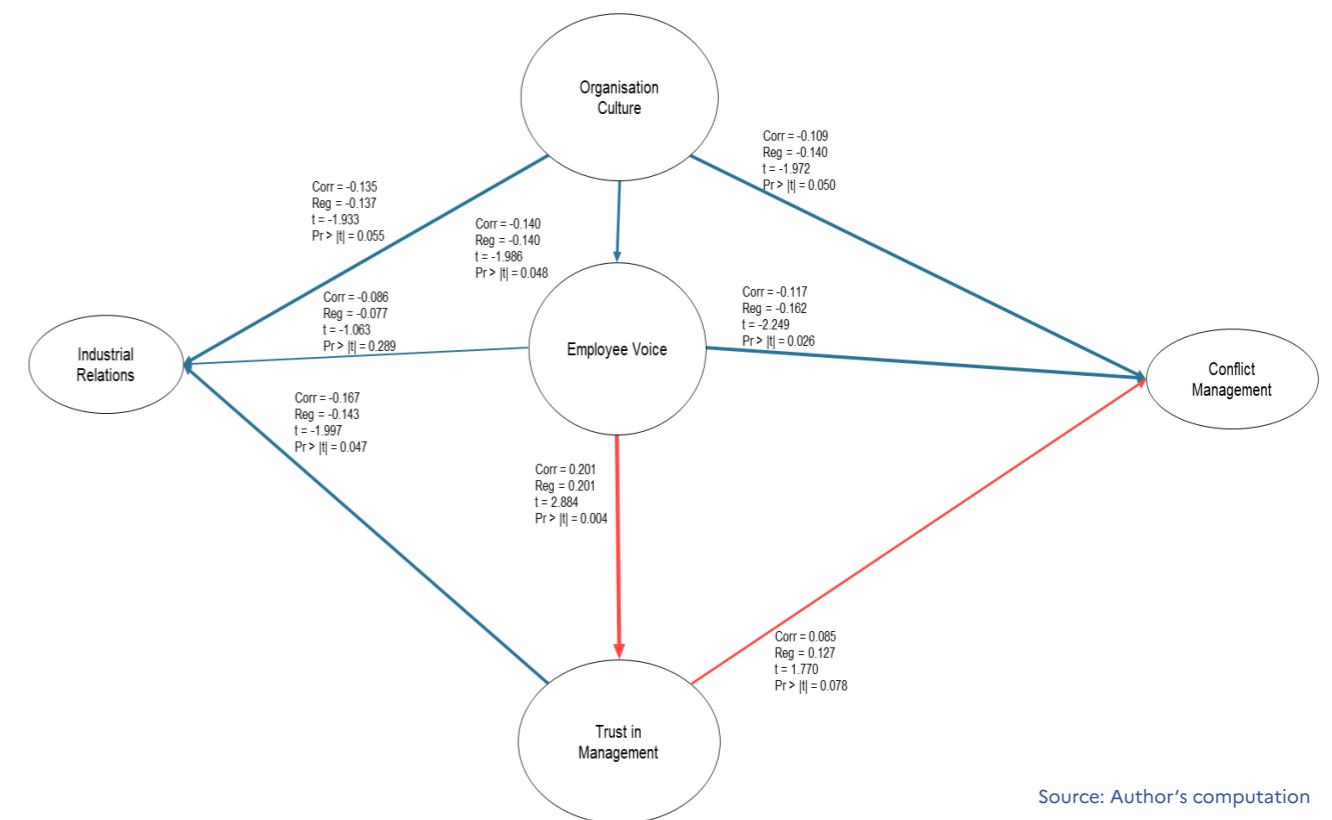 Organisation
Culture
Corr = -0.109
Reg = -0.140
t = -1.972
Pr > |t| = 0.050
Corr = -0.135
Reg = -0.137
t = -1.933
Pr > |t| = 0.055
Corr = -0.140
Reg = -0.140
t = -1.986
Pr > |t| = 0.048
Corr = -0.086
Reg = -0.077
t = -1.063
Pr > |t| = 0.289
Corr = -0.117
Reg = -0.162
t = -2.249
Pr > |t| = 0.026
Industrial
Relations
Employee Voice
Conflict
Management
Corr = -0.167
Reg = -0.143
t = -1.997
Pr > |t| = 0.047
Corr = 0.201
Reg = 0.201
t = 2.884
Pr > |t| = 0.004
Corr = 0.085
Reg = 0.127
t = 1.770
Pr > |t| = 0.078
Trust in
Management
Source: Author's computation